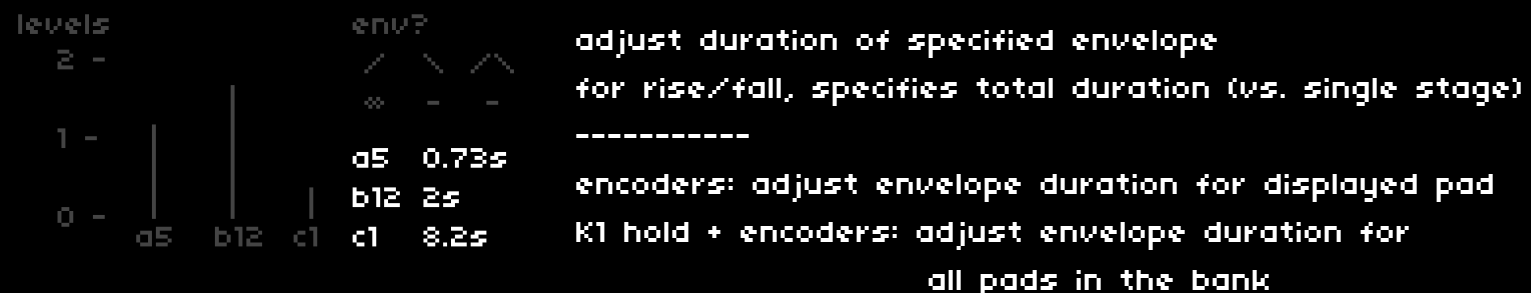 levels
2 -
1 -
0 -
a5 b12 c1
env?
/ \ /\
∞ - -
a5 0.73s
b12 2s
c1 8.2s
adjust duration of specified envelope
for rise/fall, specifies total duration (vs. single stage)
-----------
encoders: adjust envelope duration for displayed pad
K1 hold + encoders: adjust envelope duration for
all pads in the bank